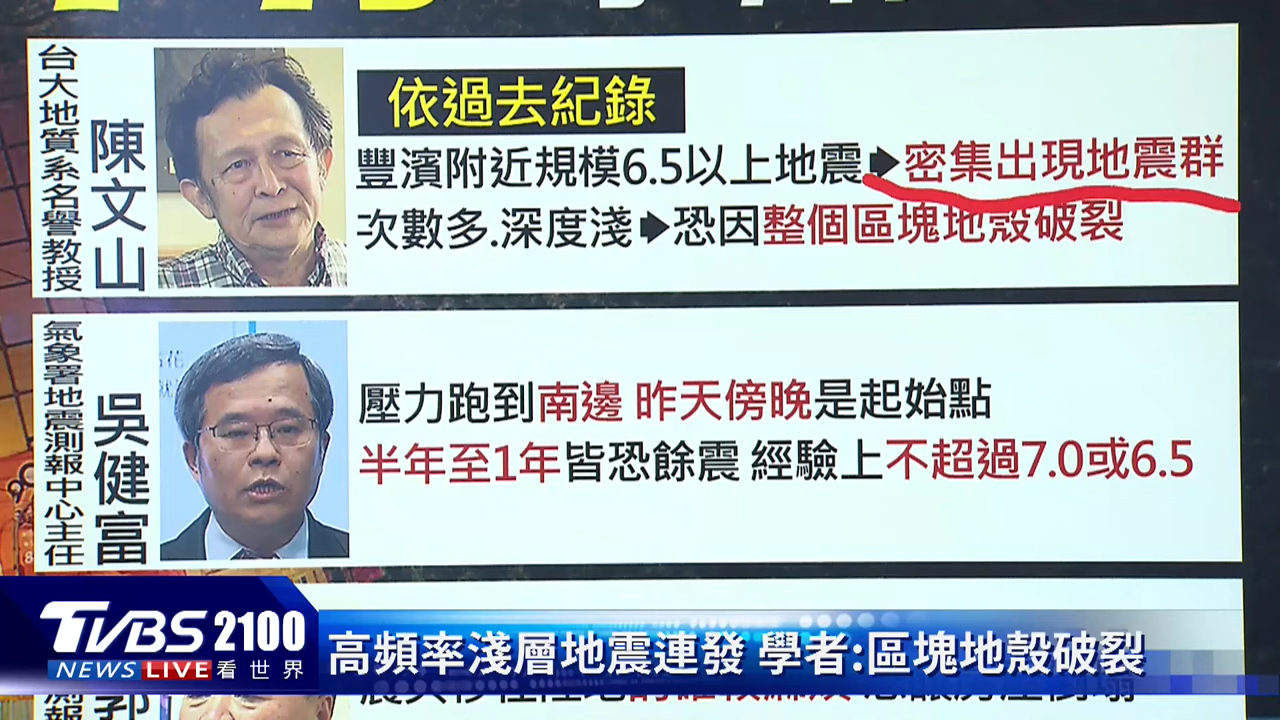 台大地質系名譽教授
陳文山
依過去紀錄
豐濱附近規模6.5以上地震➡密集出現地震群
次數多.深度淺➡恐因整個區塊地殼破裂
氣象署地震測報中心主任
吳健富
壓力跑到南邊 昨天傍晚是起始點
半年至1年皆恐餘震 經驗上不超過7.0或6.5
TVBS 2100
NEWS LIVE 看世界
高頻率淺層地震連發 學者:區塊地殼破裂